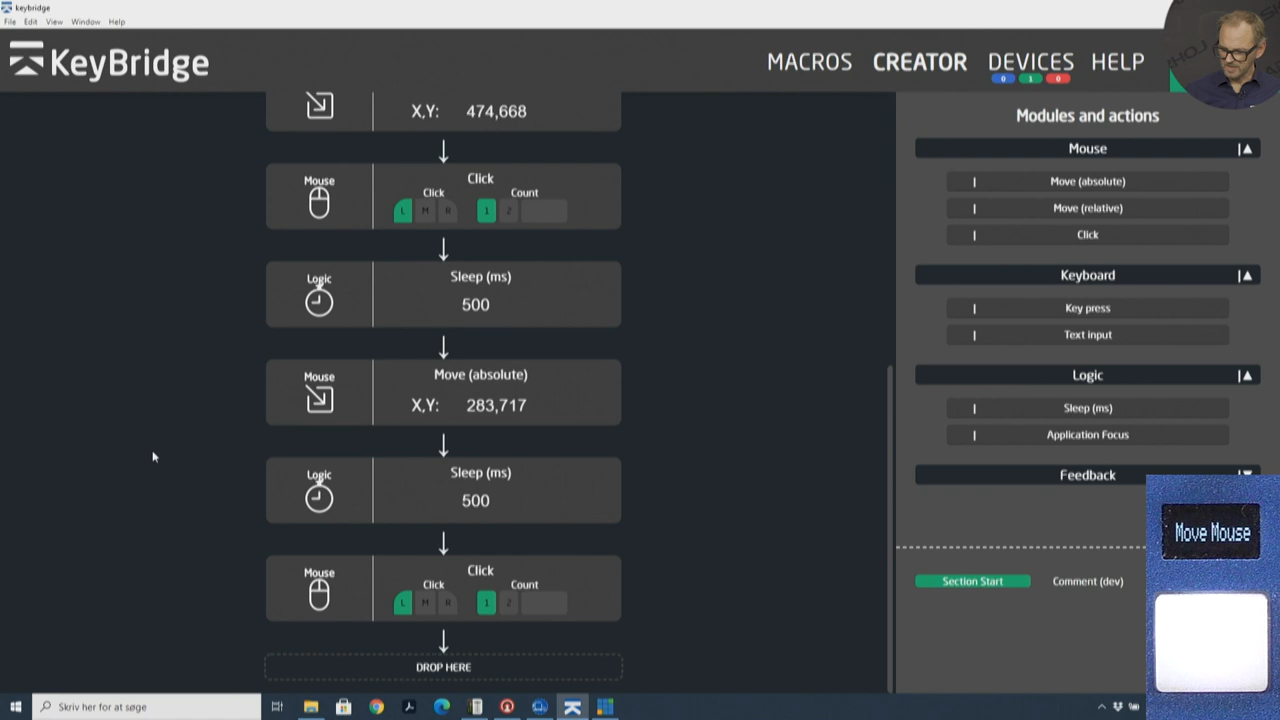 keybridge
File Edit View Window Help
KeyBridge
MACROS CREATOR DEVICES HELP
0 1 0
X,Y: 474,668
Mouse
Click
Click Count
L M R 1 2
Logic
Sleep (ms)
500
Mouse
Move (absolute)
X,Y: 283,717
Logic
Sleep (ms)
500
Mouse
Click
Click Count
L M R 1 2
DROP HERE
Modules and actions
Mouse
Move (absolute)
Move (relative)
Click
Keyboard
Key press
Text input
Logic
Sleep (ms)
Application Focus
Feedback
Section Start Comment (dev)
Move Mouse
Skriv her for at søge